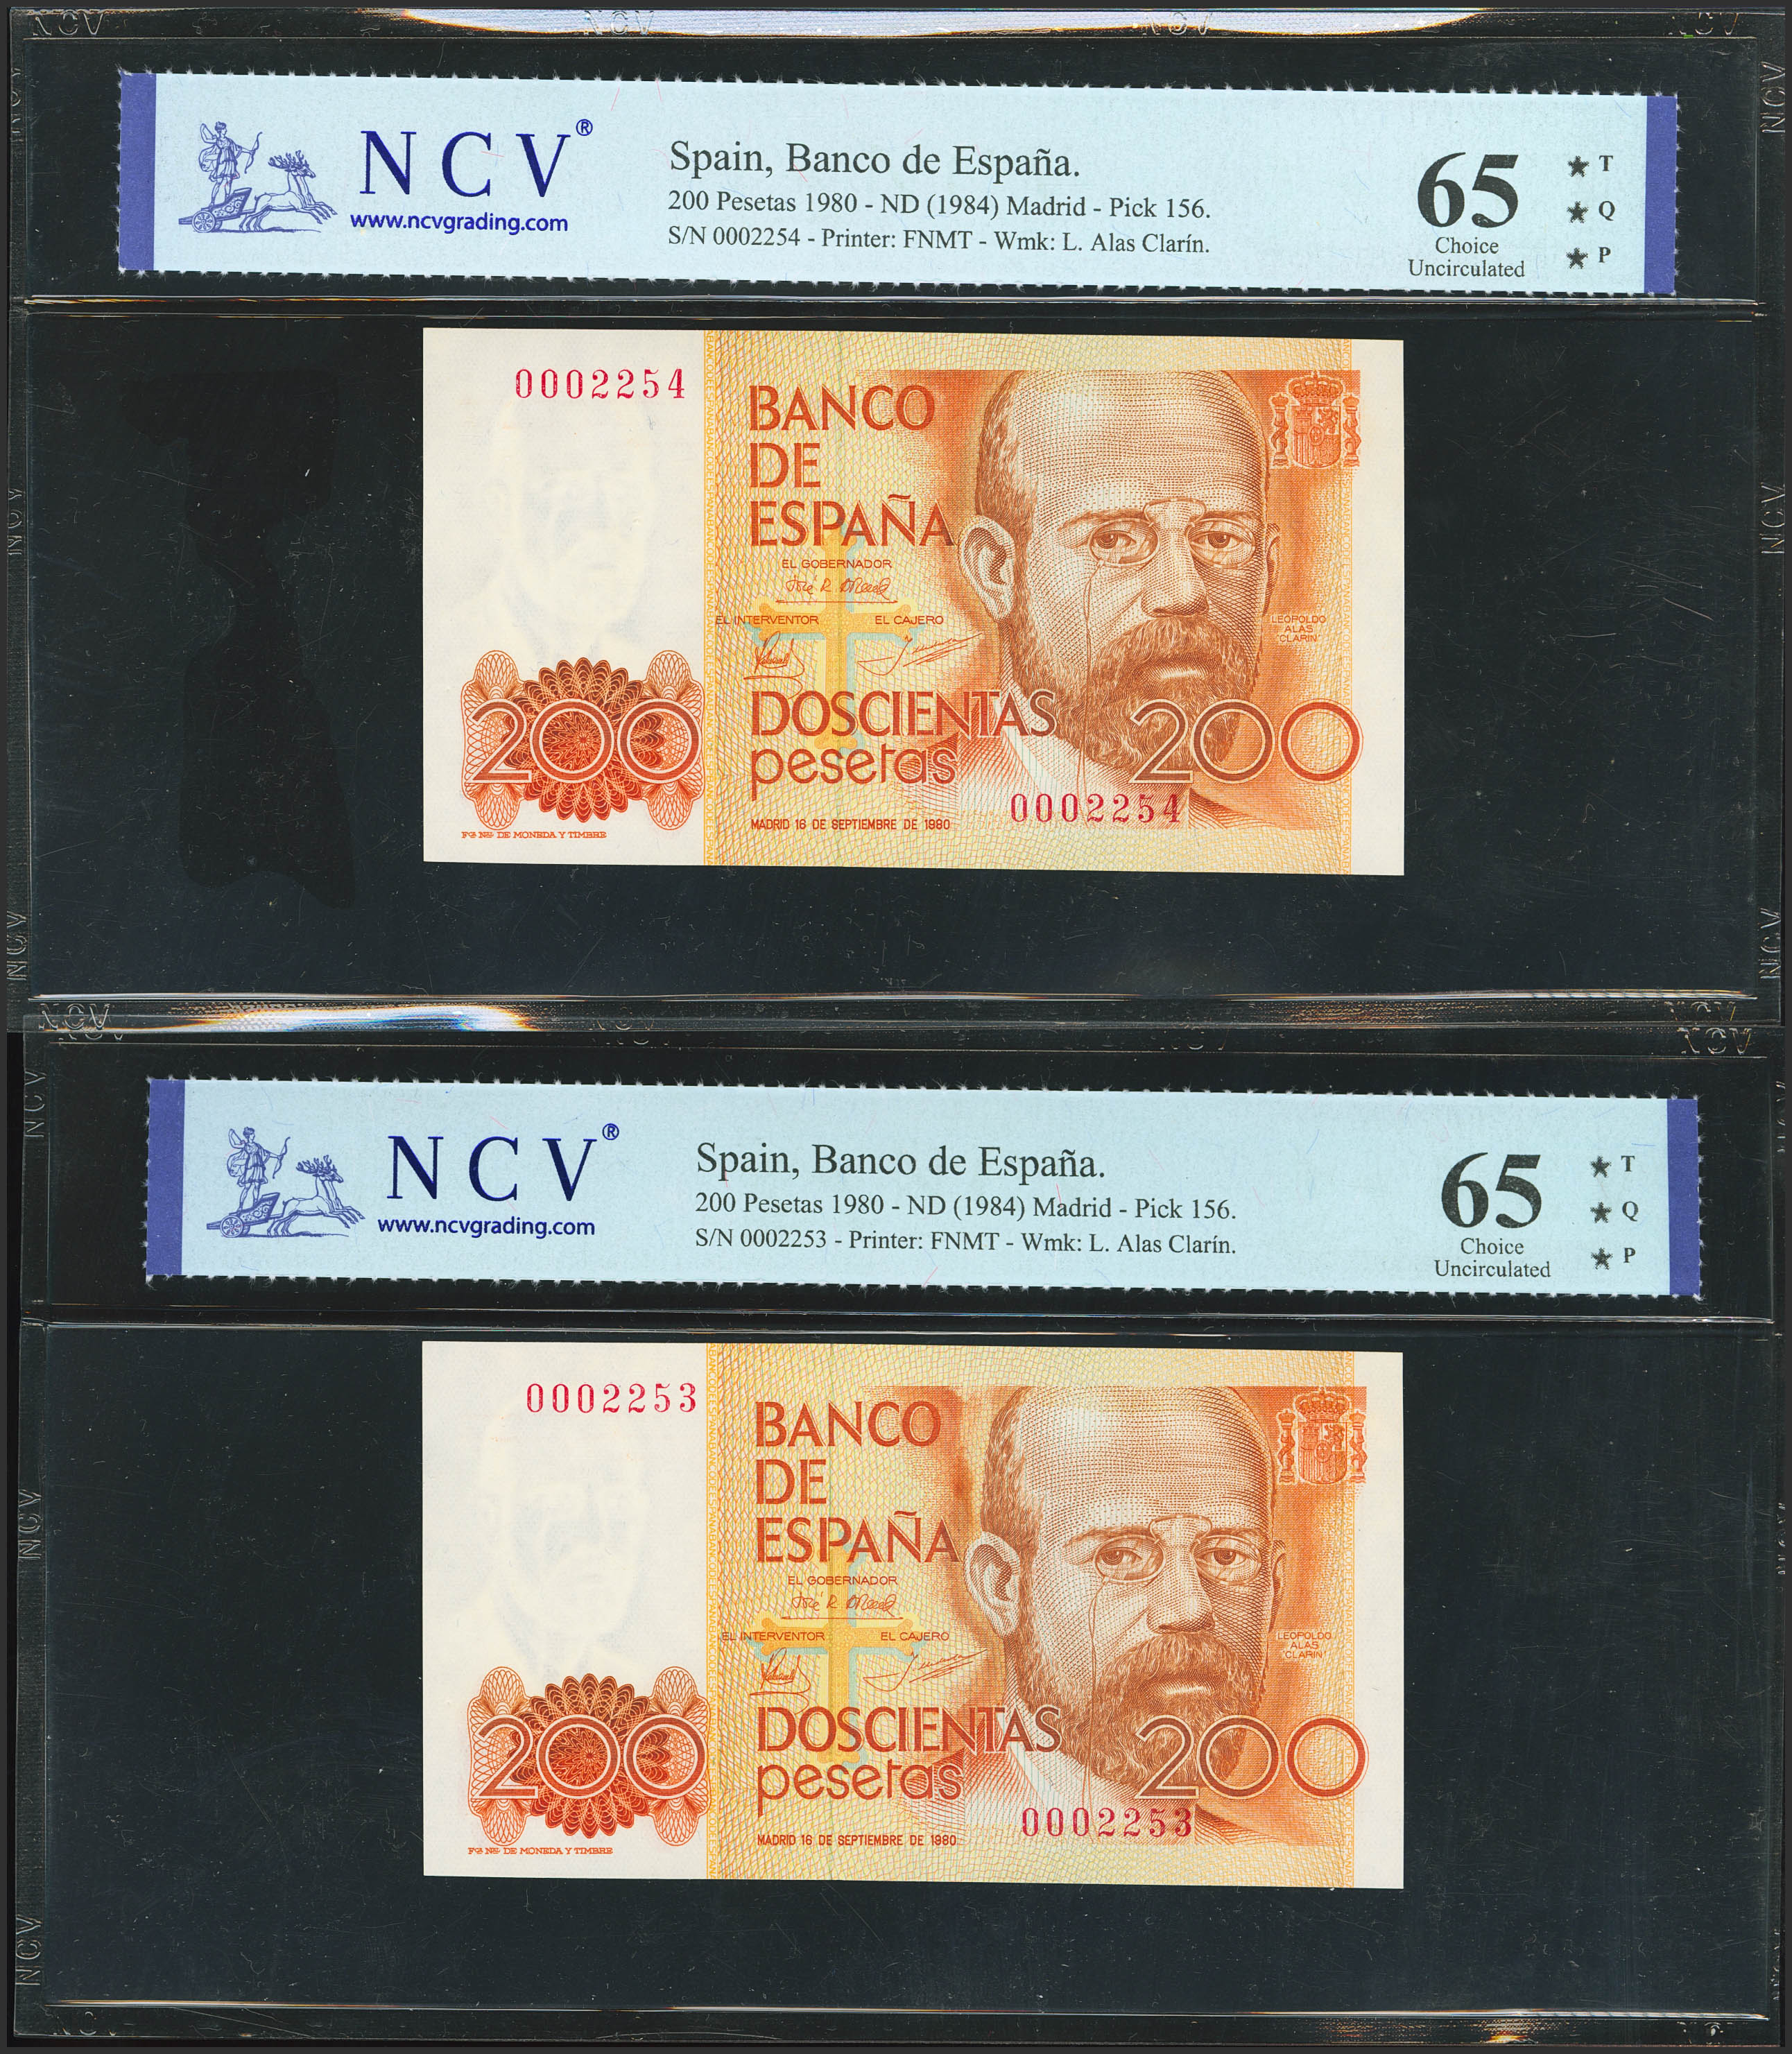 NCV®
www.ncvgrading.com
Spain, Banco de España.
200 Pesetas 1980 - ND (1984) Madrid - Pick 156.
S/N 0002254 - Printer: FNMT - Wmk: L. Alas Clarín.
65
Choice
Uncirculated
★ T
★ Q
★ P
0002254
BANCO
DE
ESPAÑA
EL GOBERNADOR
EL INTERVENTOR EL CAJERO
LEOPOLDO
ALAS
"CLARIN"
DOSCIENTAS
pesetas
200
200
0002254
MADRID 16 DE SEPTIEMBRE DE 1980
Fca Nal DE MONEDA Y TIMBRE
NCV®
www.ncvgrading.com
Spain, Banco de España.
200 Pesetas 1980 - ND (1984) Madrid - Pick 156.
S/N 0002253 - Printer: FNMT - Wmk: L. Alas Clarín.
65
Choice
Uncirculated
★ T
★ Q
★ P
0002253
BANCO
DE
ESPAÑA
EL GOBERNADOR
EL INTERVENTOR EL CAJERO
LEOPOLDO
ALAS
"CLARIN"
DOSCIENTAS
pesetas
200
200
0002253
MADRID 16 DE SEPTIEMBRE DE 1980
Fca Nal DE MONEDA Y TIMBRE